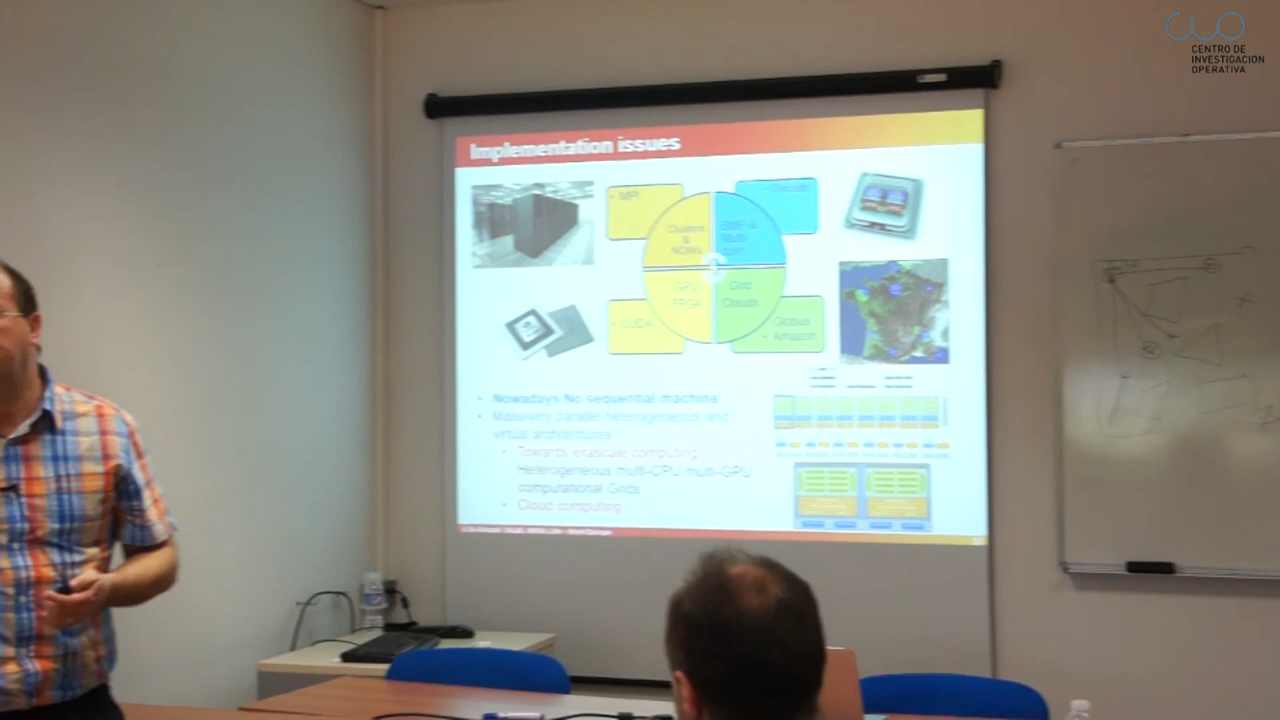 CIO
CENTRO DE
INVESTIGACION
OPERATIVA
Implementation issues
MPI
Clusters
&
NOWs
SMP &
Multi-
core
GPU
FPGA
Grid
Clouds
CUDA
Globus
Amazon
Nowadays No sequential machine
Massively parallel heterogeneous and
virtual architectures
Towards exascale computing:
Heterogeneous multi-CPU multi-GPU
computational Grids
Cloud computing